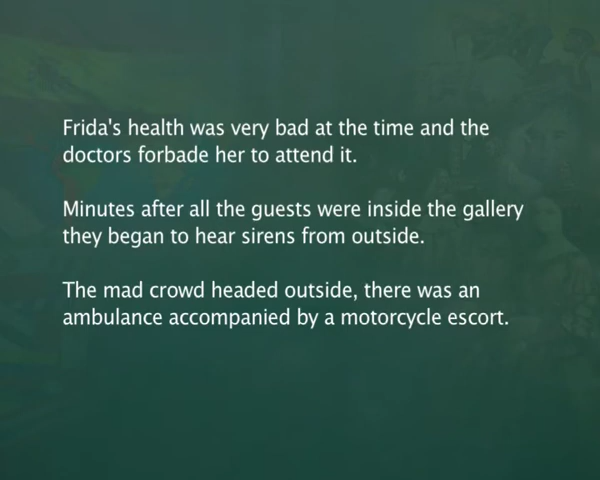 Frida's health was very bad at the time and the
doctors forbade her to attend it.
Minutes after all the guests were inside the gallery
they began to hear sirens from outside.
The mad crowd headed outside, there was an
ambulance accompanied by a motorcycle escort.